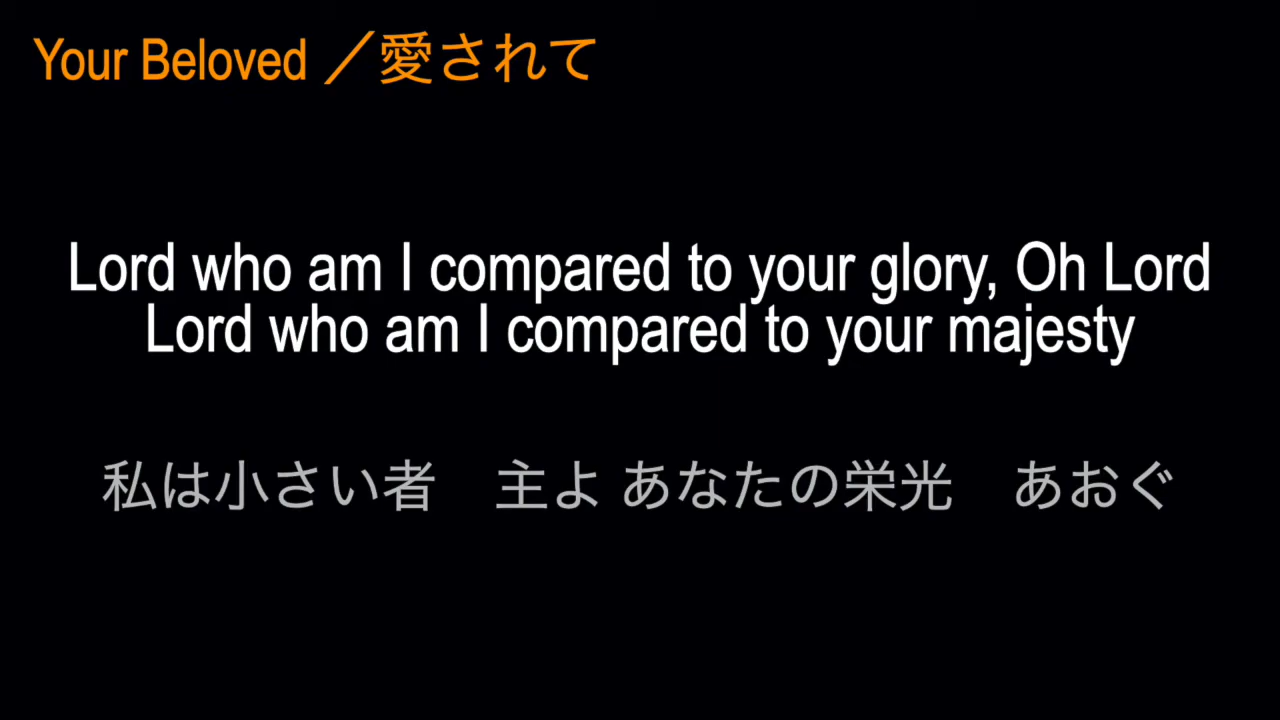 Your Beloved ／愛されて
Lord who am I compared to your glory, Oh Lord
Lord who am I compared to your majesty
私は小さい者　主よ あなたの栄光　あおぐ